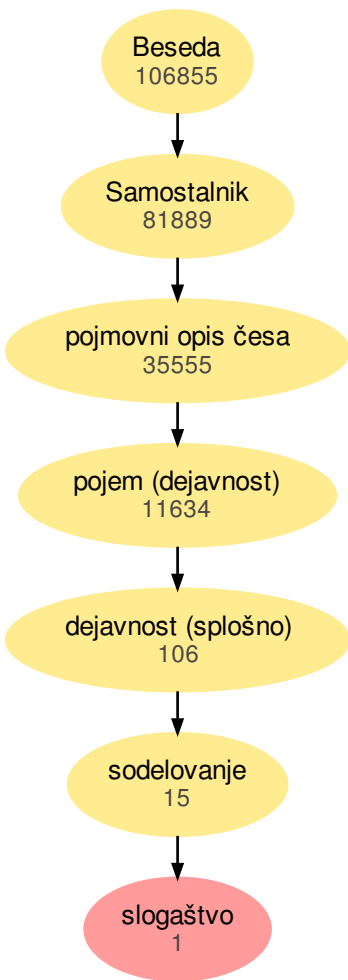 Beseda
106855
Samostalnik
81889
pojmovni opis česa
35555
pojem (dejavnost)
11634
dejavnost (splošno)
106
sodelovanje
15
slogaštvo
1